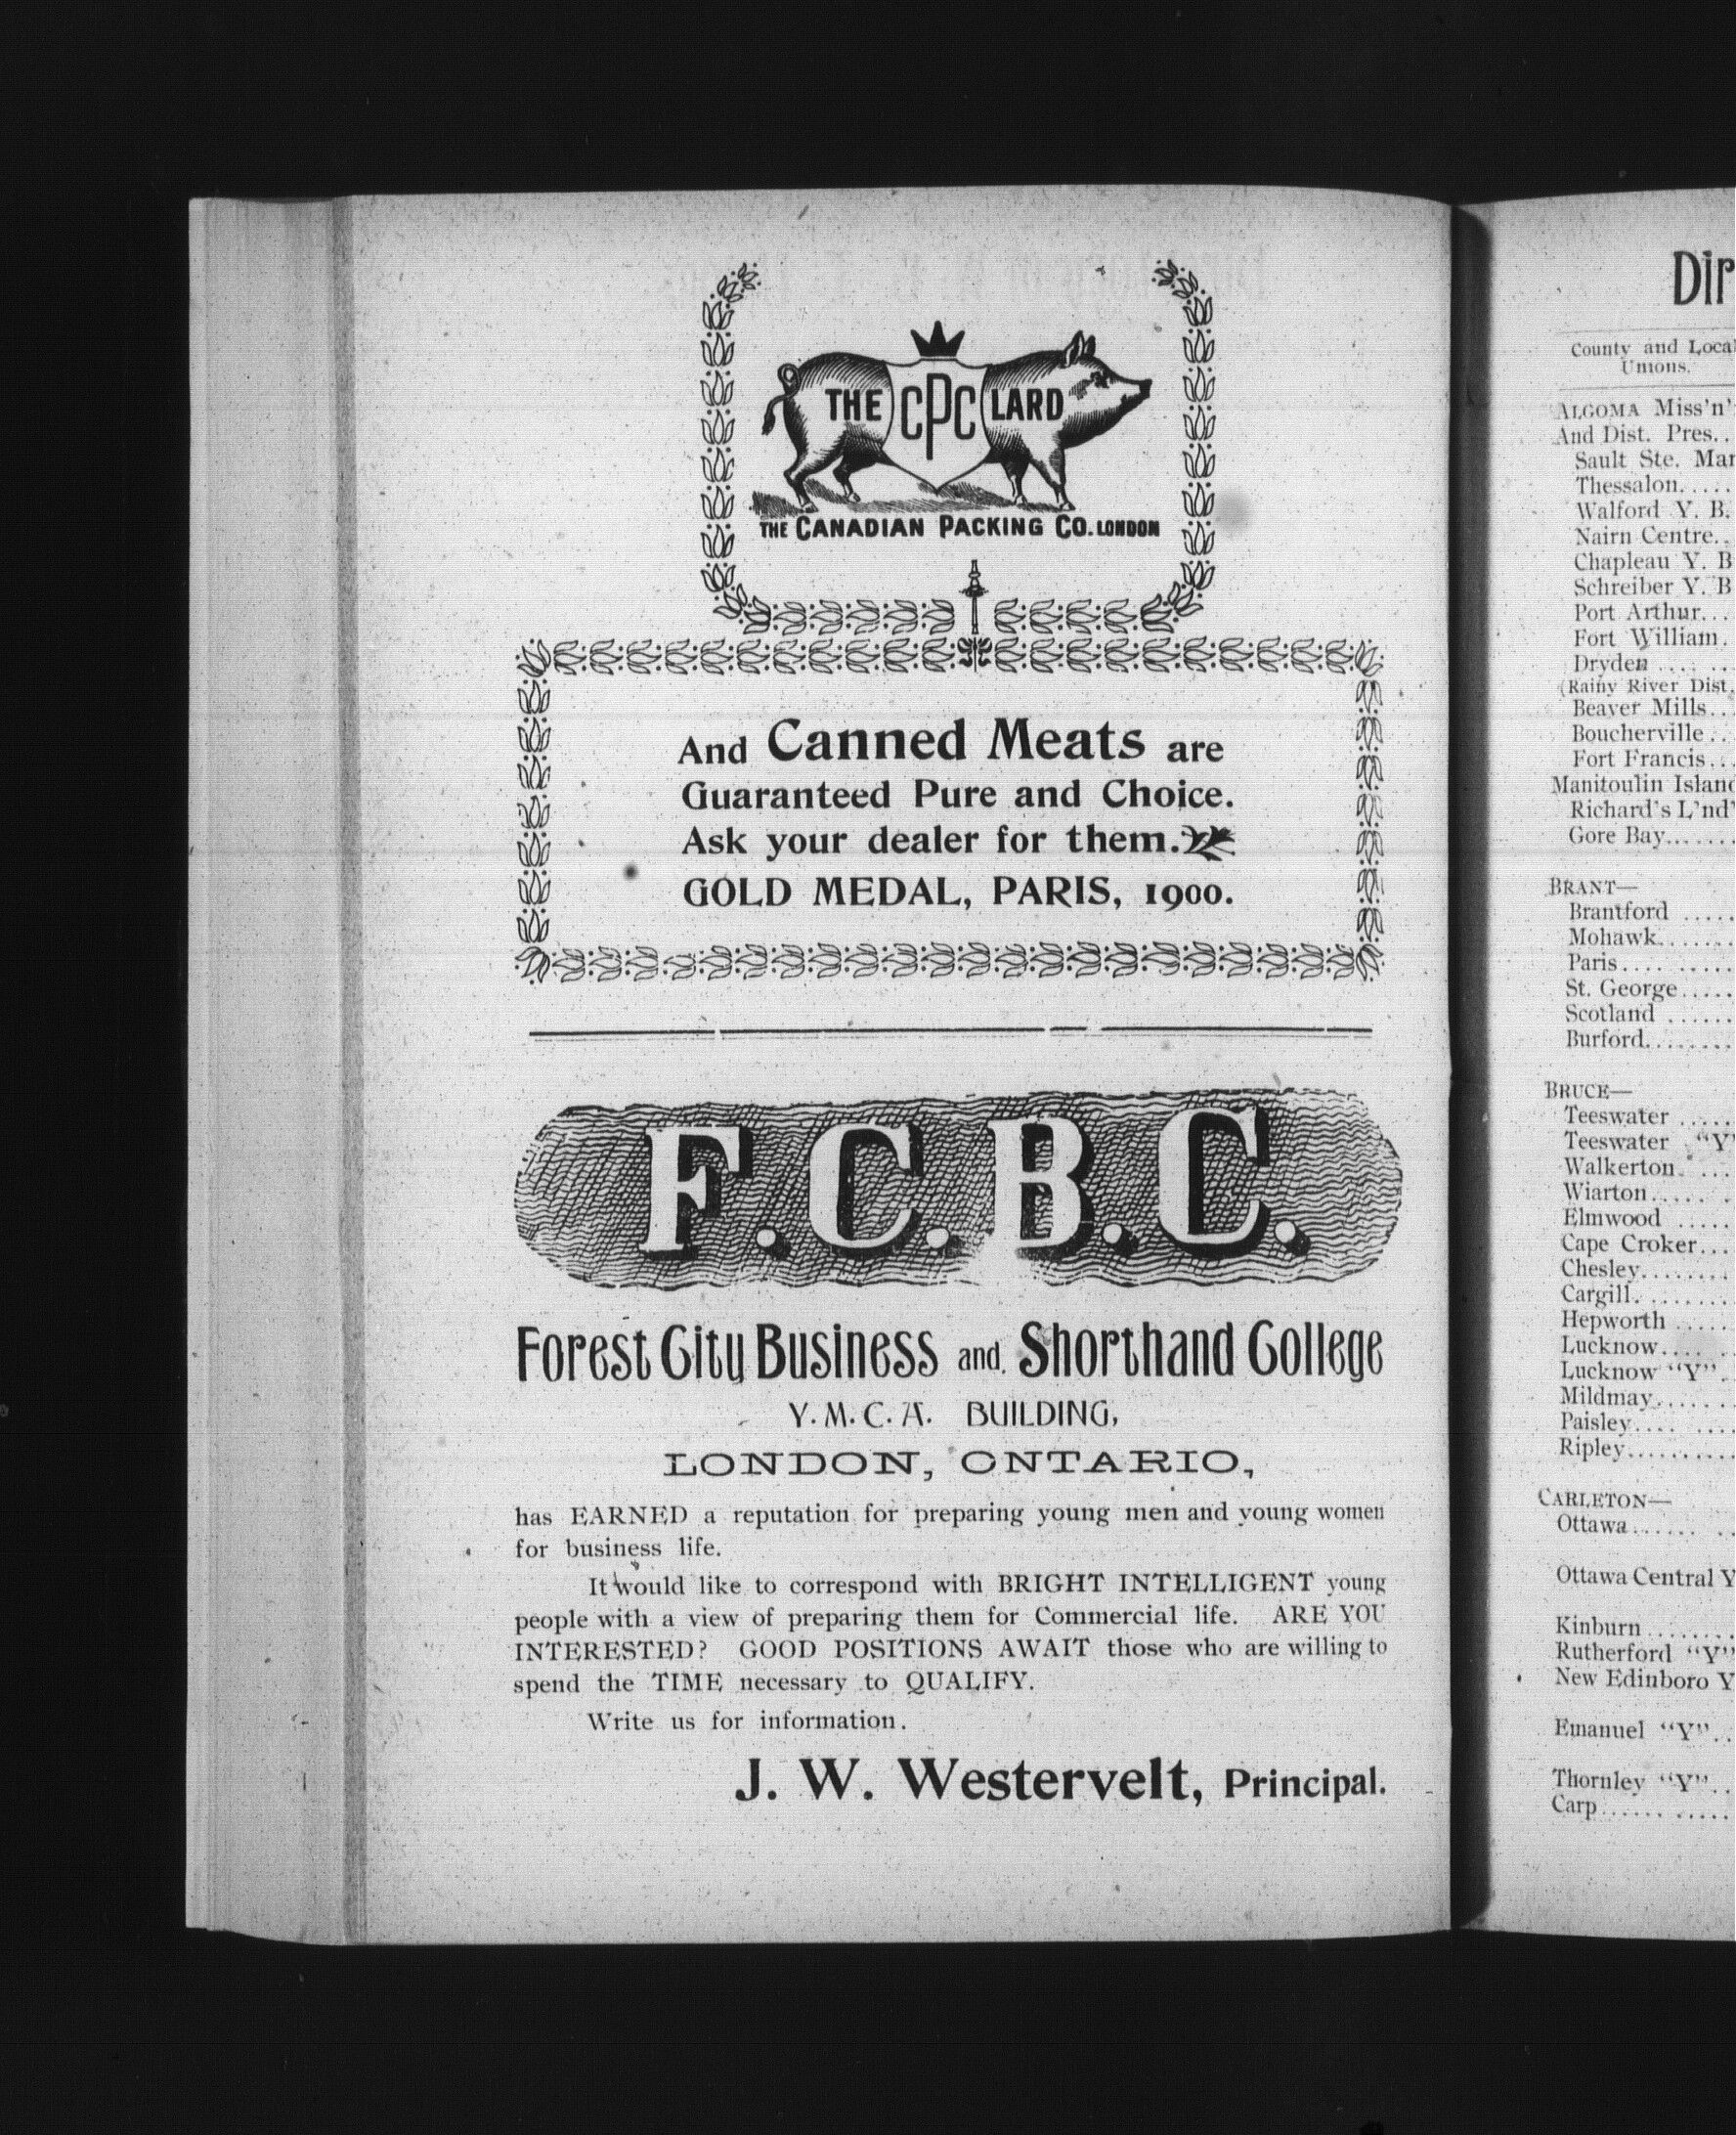 THE CPC LARD
THE CANADIAN PACKING CO. LONDON
And Canned Meats are
Guaranteed Pure and Choice.
Ask your dealer for them.
GOLD MEDAL, PARIS, 1900.
F.C.B.C.
Forest City Business and Shorthand College
Y. M. C. A. BUILDING,
LONDON, ONTARIO,
has EARNED a reputation for preparing young men and young women
for business life.
It would like to correspond with BRIGHT INTELLIGENT young
people with a view of preparing them for Commercial life. ARE YOU
INTERESTED? GOOD POSITIONS AWAIT those who are willing to
spend the TIME necessary to QUALIFY.
Write us for information.
J. W. Westervelt, Principal.
Dir
County and Local
Unions.
ALGOMA Miss'n'
And Dist. Pres..
Sault Ste. Mar
Thessalon.....
Walford Y. B.
Nairn Centre..
Chapleau Y. B
Schreiber Y. B
Port Arthur...
Fort William.
Dryden .... ..
(Rainy River Dist.
Beaver Mills..
Boucherville..
Fort Francis...
Manitoulin Island
Richard's L'nd'
Gore Bay.......
BRANT—
Brantford .....
Mohawk.......
Paris.... .....
St. George.....
Scotland ......
Burford........
BRUCE—
Teeswater .....
Teeswater "Y"
Walkerton. ...
Wiarton..... .
Elmwood .....
Cape Croker...
Chesley........
Cargill. ........
Hepworth .....
Lucknow.... ..
Lucknow "Y".
Mildmay.......
Paisley.... ....
Ripley..........
CARLETON—
Ottawa...... ..
Ottawa Central Y
Kinburn ........
Rutherford "Y"
New Edinboro Y
Emanuel "Y"..
Thornley "Y"..
Carp...... .....